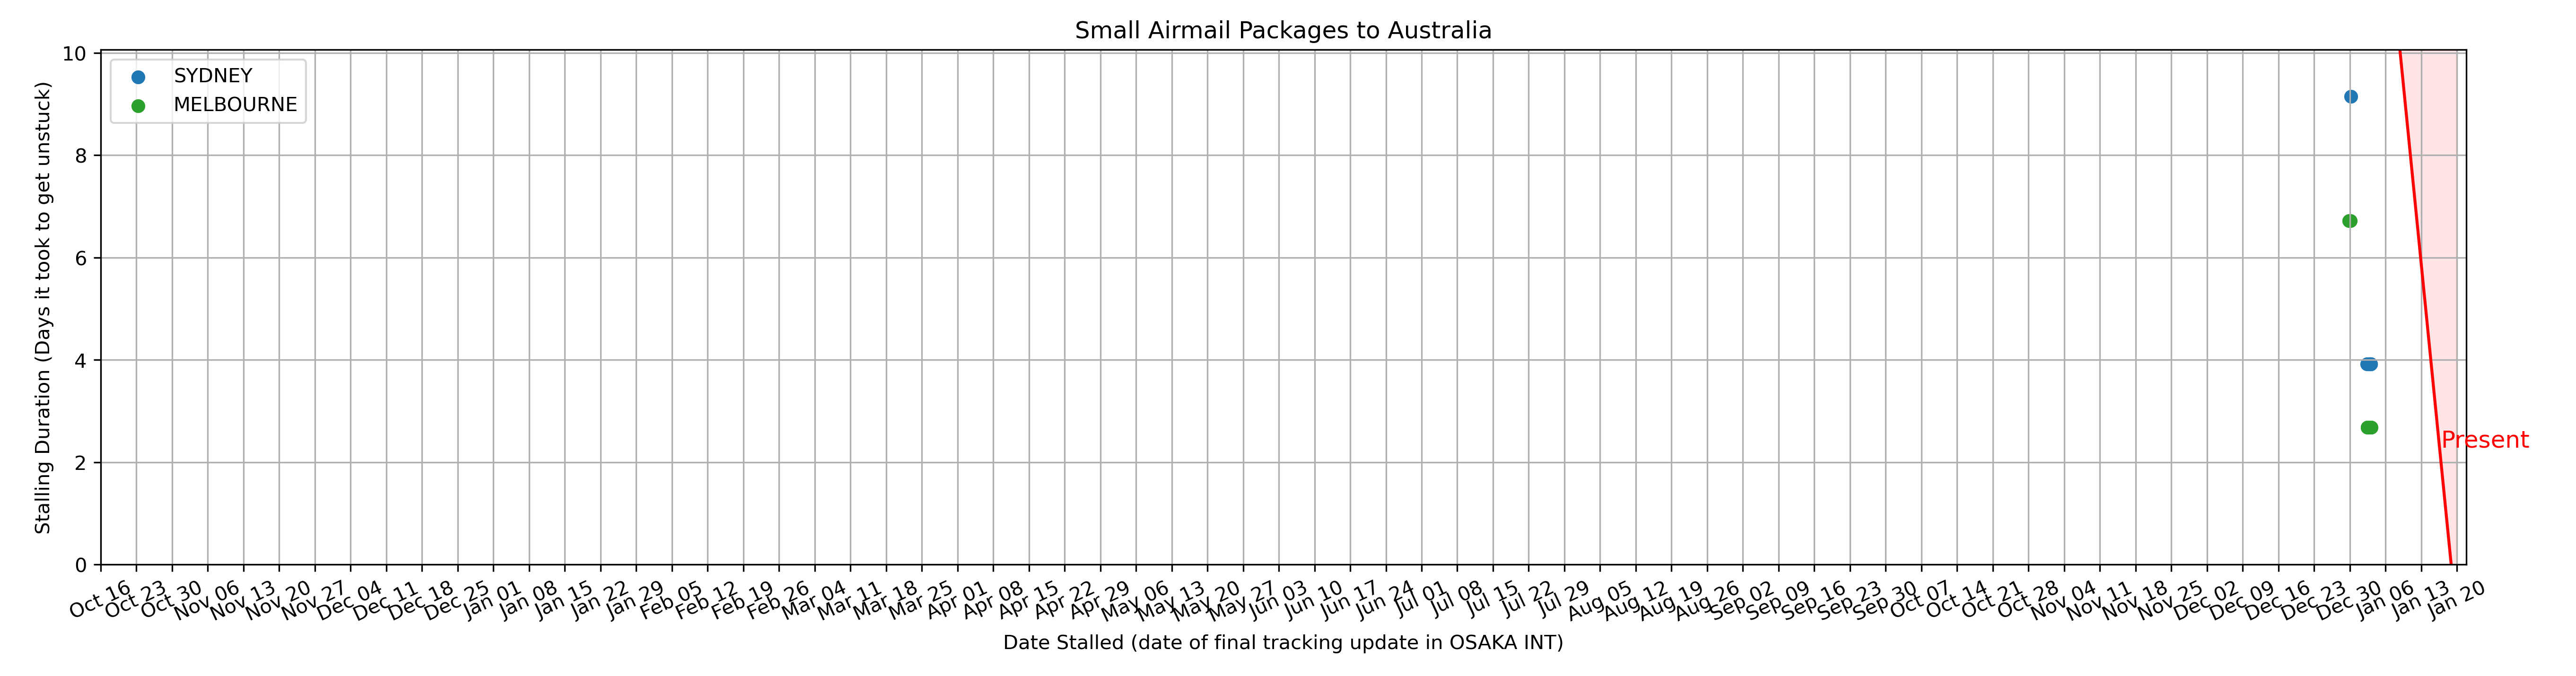 Small Airmail Packages to Australia
SYDNEY
MELBOURNE
10
8
6
4
2
0
Stalling Duration (Days it took to get unstuck)
Present
Oct 16
Oct 23
Oct 30
Nov 06
Nov 13
Nov 20
Nov 27
Dec 04
Dec 11
Dec 18
Dec 25
Jan 01
Jan 08
Jan 15
Jan 22
Jan 29
Feb 05
Feb 12
Feb 19
Feb 26
Mar 04
Mar 11
Mar 18
Mar 25
Apr 01
Apr 08
Apr 15
Apr 22
Apr 29
May 06
May 13
May 20
May 27
Jun 03
Jun 10
Jun 17
Jun 24
Jul 01
Jul 08
Jul 15
Jul 22
Jul 29
Aug 05
Aug 12
Aug 19
Aug 26
Sep 02
Sep 09
Sep 16
Sep 23
Sep 30
Oct 07
Oct 14
Oct 21
Oct 28
Nov 04
Nov 11
Nov 18
Nov 25
Dec 02
Dec 09
Dec 16
Dec 23
Dec 30
Jan 06
Jan 13
Jan 20
Date Stalled (date of final tracking update in OSAKA INT)